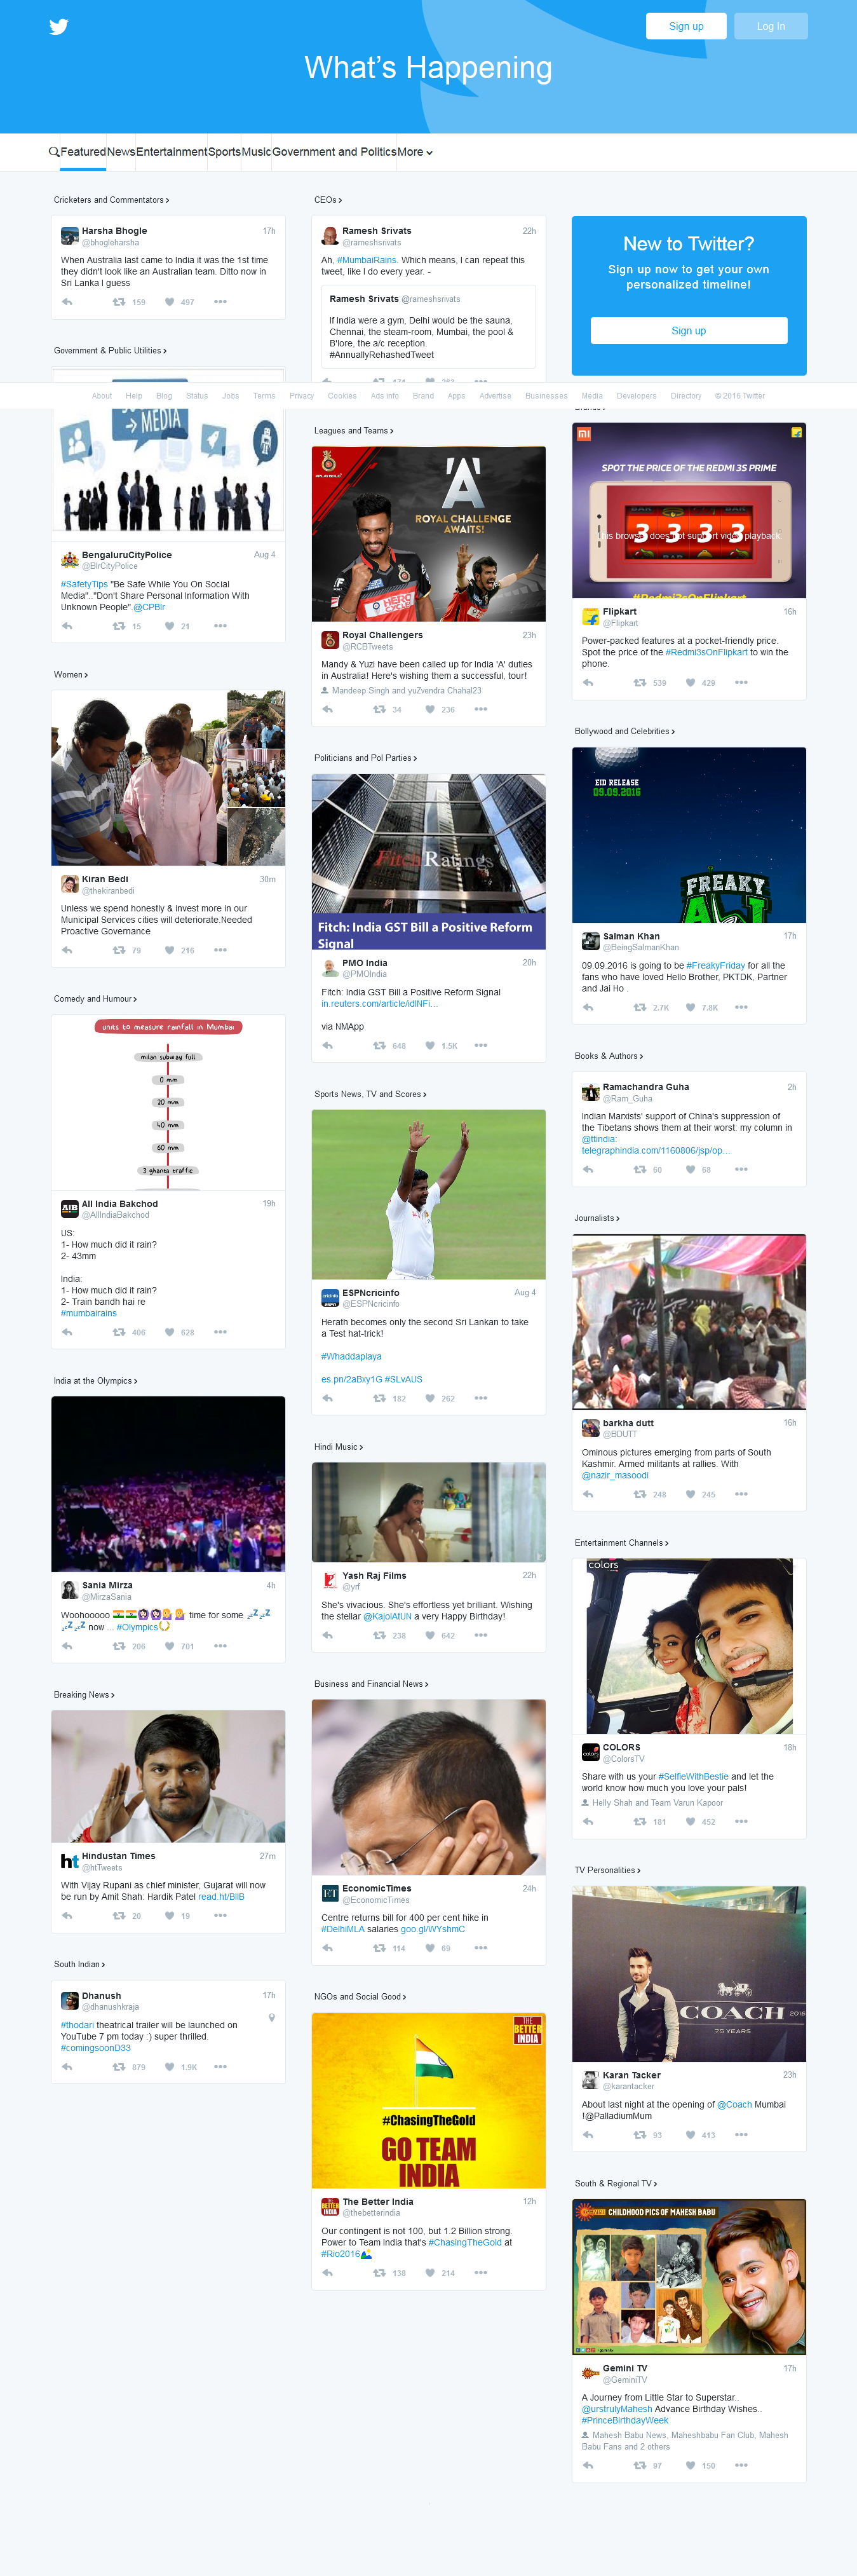 Sign up
Log In
What's Happening
Featured
News
Entertainment
Sports
Music
Government and Politics
More
Cricketers and Commentators
Harsha Bhogle
17h
@bhogleharsha
When Australia last came to India it was the 1st time
they didn't look like an Australian team. Ditto now in
Sri Lanka I guess
159
497
Government & Public Utilities
MEDIA
BengaluruCityPolice
Aug 4
@BlrCityPolice
#SafetyTips "Be Safe While You On Social
Media".."Don't Share Personal Information With
Unknown People".@CPBlr
15
21
Women
Kiran Bedi
30m
@thekiranbedi
Unless we spend honestly & invest more in our
Municipal Services cities will deteriorate.Needed
Proactive Governance
79
216
Comedy and Humour
units to measure rainfall in Mumbai
milan subway full
0 mm
20 mm
40 mm
60 mm
3 ghanta traffic
All India Bakchod
19h
@AllIndiaBakchod
US:
1- How much did it rain?
2- 43mm
India:
1- How much did it rain?
2- Train bandh hai re
#mumbairains
406
628
India at the Olympics
Sania Mirza
4h
@MirzaSania
Woohooooo 🇮🇳🇮🇳 time for some
now ... #Olympics
206
701
Breaking News
ht
Hindustan Times
27m
@htTweets
With Vijay Rupani as chief minister, Gujarat will now
be run by Amit Shah: Hardik Patel read.ht/BllB
20
19
South Indian
Dhanush
17h
@dhanushkraja
#thodari theatrical trailer will be launched on
YouTube 7 pm today :) super thrilled.
#comingsoonD33
879
1.9K
CEOs
Ramesh Srivats
22h
@rameshsrivats
Ah, #MumbaiRains. Which means, I can repeat this
tweet, like I do every year. -
Ramesh Srivats @rameshsrivats
If India were a gym, Delhi would be the sauna,
Chennai, the steam-room, Mumbai, the pool &
B'lore, the a/c reception.
#AnnuallyRehashedTweet
About
Help
Blog
Status
Jobs
Terms
Privacy
Cookies
Ads info
Brand
Apps
Advertise
Businesses
Media
Developers
Directory
© 2016 Twitter
Leagues and Teams
ROYAL CHALLENGE
AWAITS!
Royal Challengers
23h
@RCBTweets
Mandy & Yuzi have been called up for India 'A' duties
in Australia! Here's wishing them a successful, tour!
Mandeep Singh and yuZvendra Chahal23
34
236
Politicians and Pol Parties
FitchRatings
Fitch: India GST Bill a Positive Reform
Signal
PMO India
20h
@PMOIndia
Fitch: India GST Bill a Positive Reform Signal
in.reuters.com/article/idINFi...
via NMApp
648
1.5K
Sports News, TV and Scores
ESPNcricinfo
Aug 4
@ESPNcricinfo
Herath becomes only the second Sri Lankan to take
a Test hat-trick!
#Whaddaplaya
es.pn/2aBxy1G #SLvAUS
182
262
Hindi Music
Yash Raj Films
22h
@yrf
She's vivacious. She's effortless yet brilliant. Wishing
the stellar @KajolAtUN a very Happy Birthday!
238
642
Business and Financial News
ET
EconomicTimes
24h
@EconomicTimes
Centre returns bill for 400 per cent hike in
#DelhiMLA salaries goo.gl/WYshmC
114
69
NGOs and Social Good
THE
BETTER
INDIA
#ChasingTheGold
GO TEAM
INDIA
The Better India
12h
@thebetterindia
Our contingent is not 100, but 1.2 Billion strong.
Power to Team India that's #ChasingTheGold at
#Rio2016
138
214
New to Twitter?
Sign up now to get your own
personalized timeline!
Sign up
Brands
SPOT THE PRICE OF THE REDMI 3S PRIME
BAR
3 3 3 3
This browser does not support video playback.
#Redmi3sOnFlipkart
Flipkart
16h
@Flipkart
Power-packed features at a pocket-friendly price.
Spot the price of the #Redmi3sOnFlipkart to win the
phone.
539
429
Bollywood and Celebrities
EID RELEASE
09.09.2016
FREAKY
ALI
Salman Khan
17h
@BeingSalmanKhan
09.09.2016 is going to be #FreakyFriday for all the
fans who have loved Hello Brother, PKTDK, Partner
and Jai Ho .
2.7K
7.8K
Books & Authors
Ramachandra Guha
2h
@Ram_Guha
Indian Marxists' support of China's suppression of
the Tibetans shows them at their worst: my column in
@ttindia:
telegraphindia.com/1160806/jsp/op...
60
68
Journalists
barkha dutt
16h
@BDUTT
Ominous pictures emerging from parts of South
Kashmir. Armed militants at rallies. With
@nazir_masoodi
248
245
Entertainment Channels
colors
COLORS
18h
@ColorsTV
Share with us your #SelfieWithBestie and let the
world know how much you love your pals!
Helly Shah and Team Varun Kapoor
181
452
TV Personalities
COACH
2016
75 YEARS
Karan Tacker
23h
@karantacker
About last night at the opening of @Coach Mumbai
!@PalladiumMum
93
413
South & Regional TV
CHILDHOOD PICS OF MAHESH BABU
Gemini TV
17h
@GeminiTV
A Journey from Little Star to Superstar..
@urstrulyMahesh Advance Birthday Wishes..
#PrinceBirthdayWeek
Mahesh Babu News, Maheshbabu Fan Club, Mahesh
Babu Fans and 2 others
97
150